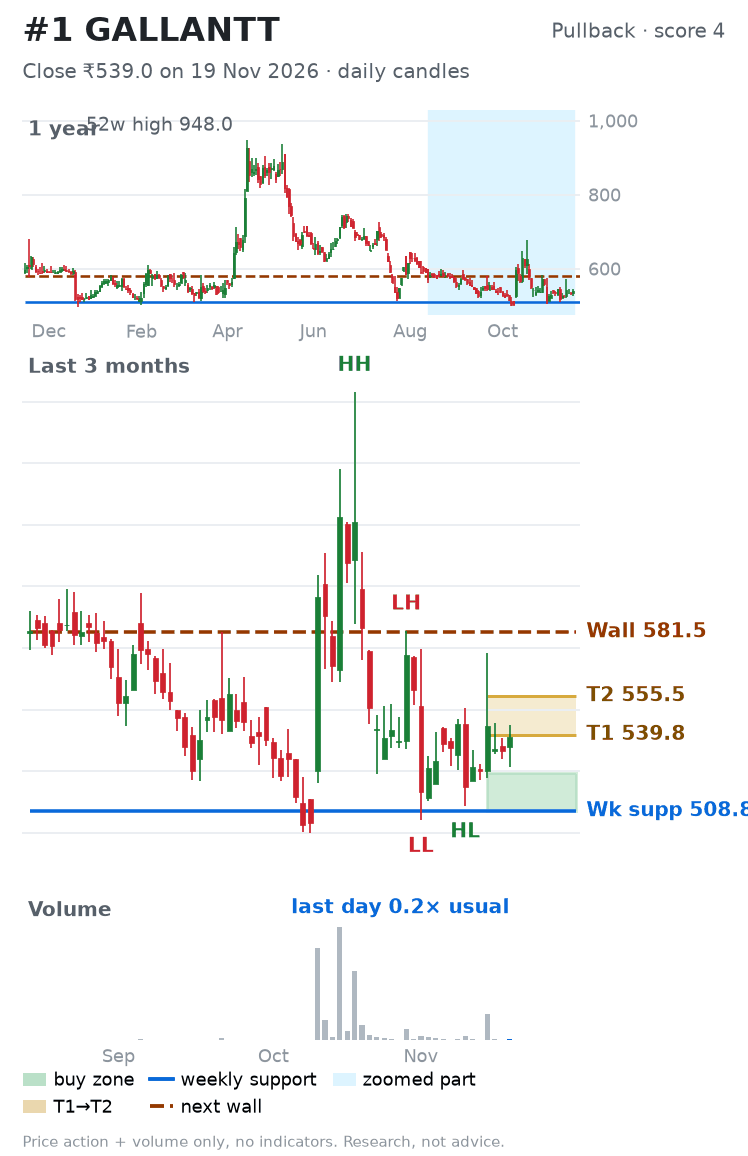 #1 GALLANTT
Pullback · score 4
Close ₹539.0 on 19 Nov 2026 · daily candles
1 year
52w high 948.0
1,000
800
600
Dec Feb Apr Jun Aug Oct
Last 3 months
HH
LH
Wall 581.5
T2 555.5
T1 539.8
Wk supp 508.8
HL
LL
Volume
last day 0.2× usual
Sep Oct Nov
buy zone weekly support zoomed part
T1→T2 next wall
Price action + volume only, no indicators. Research, not advice.